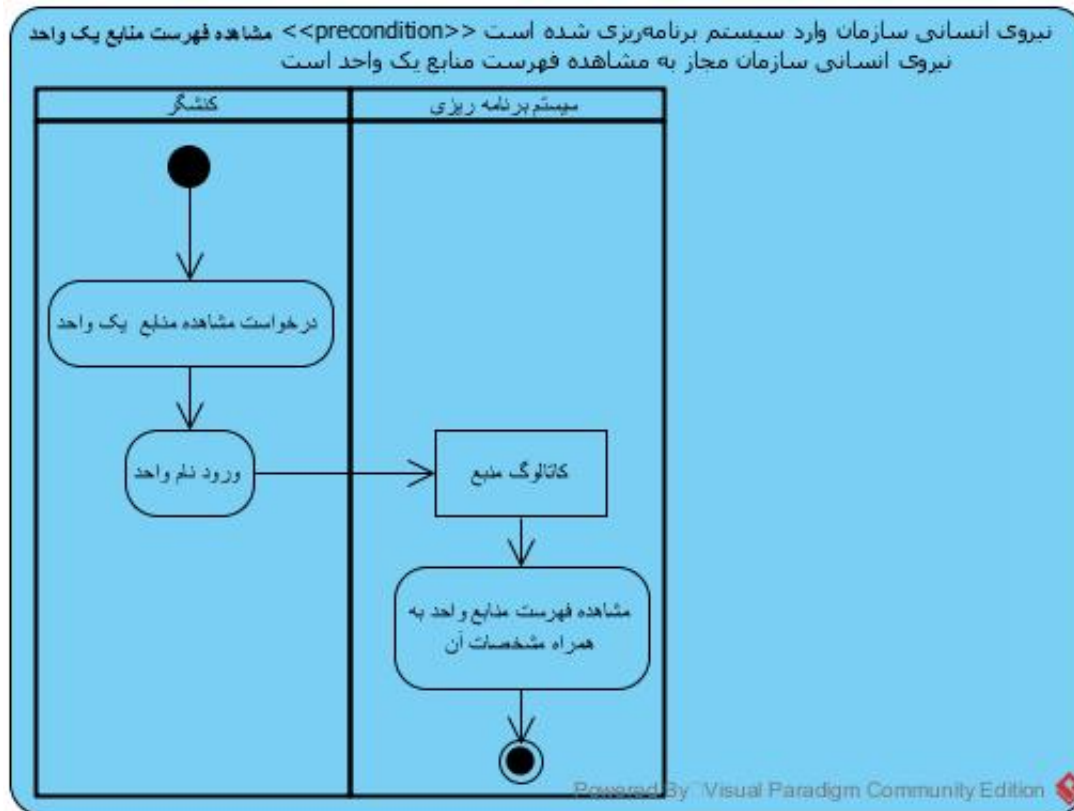 مشاهده فهرست منابع یک واحد <<precondition>> نیروی انسانی سازمان وارد سیستم برنامه‌ریزی شده است
نیروی انسانی سازمان مجاز به مشاهده فهرست منابع یک واحد است
کنشگر
سیستم برنامه ریزی
درخواست مشاهده منابع یک واحد
ورود نام واحد
کاتالوگ منبع
مشاهده فهرست منابع واحد به
همراه مشخصات آن
Powered By Visual Paradigm Community Edition